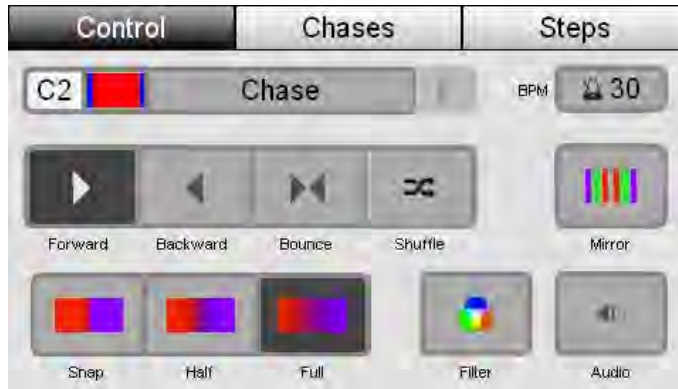 Control Chases Steps
C2 Chase BPM 30
Forward Backward Bounce Shuffle Mirror
Snap Half Full Filter Audio